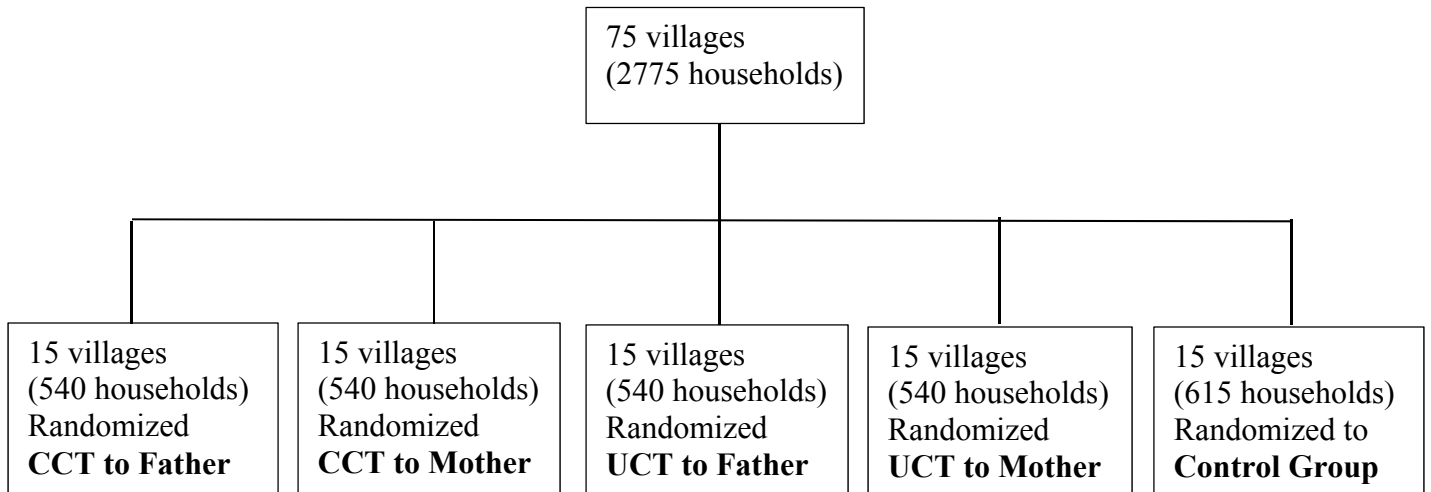 75 villages
(2775 households)
15 villages
(540 households)
Randomized
CCT to Father
15 villages
(540 households)
Randomized
CCT to Mother
15 villages
(540 households)
Randomized
UCT to Father
15 villages
(540 households)
Randomized
UCT to Mother
15 villages
(615 households)
Randomized to
Control Group